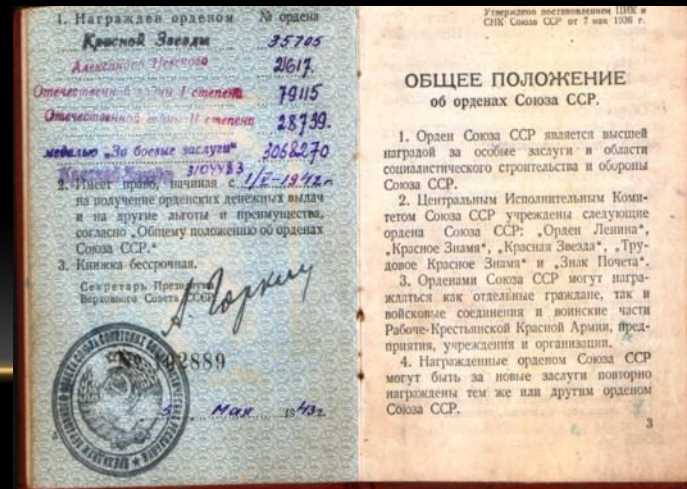 1. Награжден орденом № ордена
Красной Звезды 35705
Александра Невского 21617.
Отечественной войны I степени 79115
Отечественной войны II степени 28739.
медалью „За боевые заслуги" 3068270
Красной Звезды 3104483
2. Имеет право, начиная с 1/V-1942г
на получение орденских денежных выдач
и на другие льготы и преимущества,
согласно „Общему положению об орденах
Союза ССР."
3. Книжка бессрочная.
Секретарь Президиума
Верховного Совета СССР
А. Горкин
№ 92889
5. Мая 1943г.
Утверждено постановлением ЦИК и
СНК Союза ССР от 7 мая 1936 г.
ОБЩЕЕ ПОЛОЖЕНИЕ
об орденах Союза ССР.
1. Орден Союза ССР является высшей
наградой за особые заслуги в области
социалистического строительства и обороны
Союза ССР.
2. Центральным Исполнительным Коми-
тетом Союза ССР учреждены следующие
ордена Союза ССР: „Орден Ленина",
„Красное Знамя", „Красная Звезда", „Тру-
довое Красное Знамя" и „Знак Почета".
3. Орденами Союза ССР могут награ-
ждаться как отдельные граждане, так и
войсковые соединения и воинские части
Рабоче-Крестьянской Красной Армии, пред-
приятия, учреждения и организации.
4. Награжденные орденом Союза ССР
могут быть за новые заслуги повторно
награждены тем же или другим орденом
Союза ССР.
3